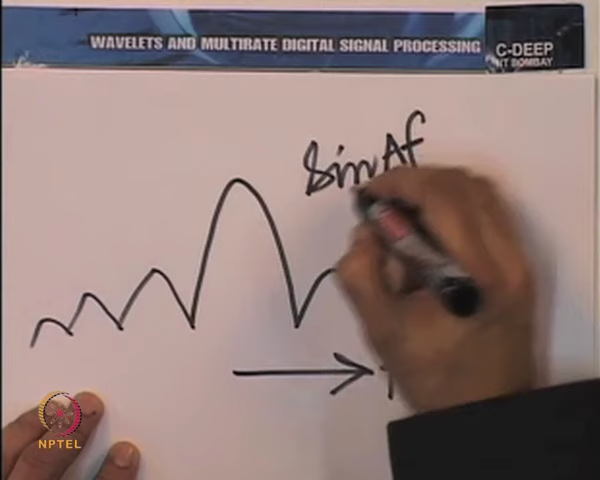 WAVELETS AND MULTIRATE DIGITAL SIGNAL PROCESSING
C-DEEP
IIT BOMBAY
Sin Af
NPTEL